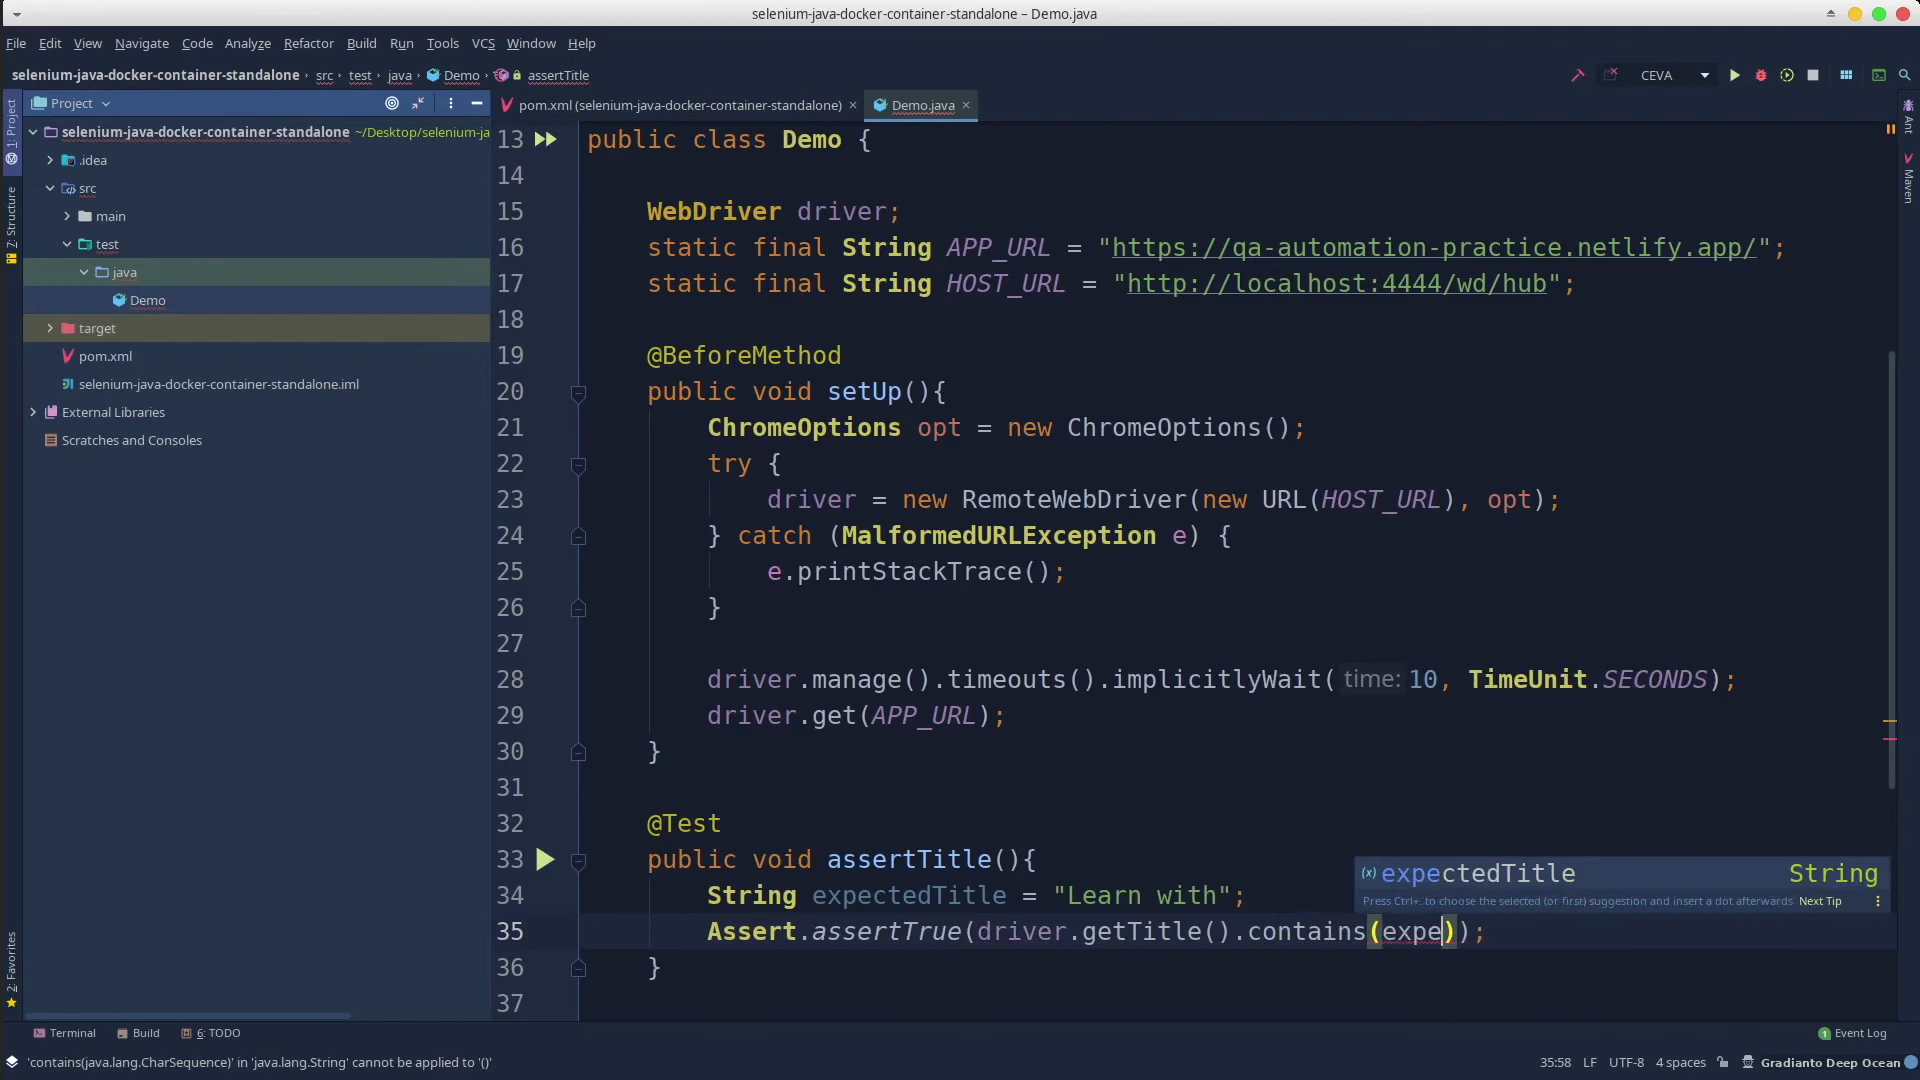 selenium-java-docker-container-standalone – Demo.java
File Edit View Navigate Code Analyze Refactor Build Run Tools VCS Window Help
selenium-java-docker-container-standalone › src › test › java › Demo › assertTitle
CEVA
Project
pom.xml (selenium-java-docker-container-standalone) ×
Demo.java ×
1: Project
Z: Structure
2: Favorites
selenium-java-docker-container-standalone ~/Desktop/selenium-ja
.idea
src
main
test
java
Demo
target
pom.xml
selenium-java-docker-container-standalone.iml
External Libraries
Scratches and Consoles
13 public class Demo {
14
15 WebDriver driver;
16 static final String APP_URL = "https://qa-automation-practice.netlify.app/";
17 static final String HOST_URL = "http://localhost:4444/wd/hub";
18
19 @BeforeMethod
20 public void setUp(){
21 ChromeOptions opt = new ChromeOptions();
22 try {
23 driver = new RemoteWebDriver(new URL(HOST_URL), opt);
24 } catch (MalformedURLException e) {
25 e.printStackTrace();
26 }
27
28 driver.manage().timeouts().implicitlyWait( time: 10, TimeUnit.SECONDS);
29 driver.get(APP_URL);
30 }
31
32 @Test
33 public void assertTitle(){
34 String expectedTitle = "Learn with";
35 Assert.assertTrue(driver.getTitle().contains(expe));
36 }
37
expectedTitle String
Press Ctrl+. to choose the selected (or first) suggestion and insert a dot afterwards Next Tip
Ant
Maven
Terminal Build 6: TODO
1 Event Log
'contains(java.lang.CharSequence)' in 'java.lang.String' cannot be applied to '()'
35:58 LF UTF-8 4 spaces Gradianto Deep Ocean